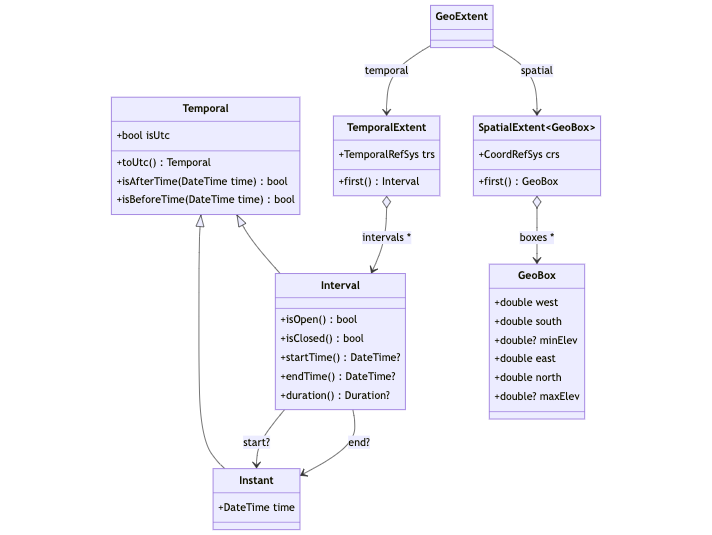 GeoExtent
temporal
spatial
Temporal
+bool isUtc
+toUtc() : Temporal
+isAfterTime(DateTime time) : bool
+isBeforeTime(DateTime time) : bool
TemporalExtent
+TemporalRefSys trs
+first() : Interval
SpatialExtent<GeoBox>
+CoordRefSys crs
+first() : GeoBox
intervals *
boxes *
Interval
+isOpen() : bool
+isClosed() : bool
+startTime() : DateTime?
+endTime() : DateTime?
+duration() : Duration?
GeoBox
+double west
+double south
+double? minElev
+double east
+double north
+double? maxElev
start?
end?
Instant
+DateTime time